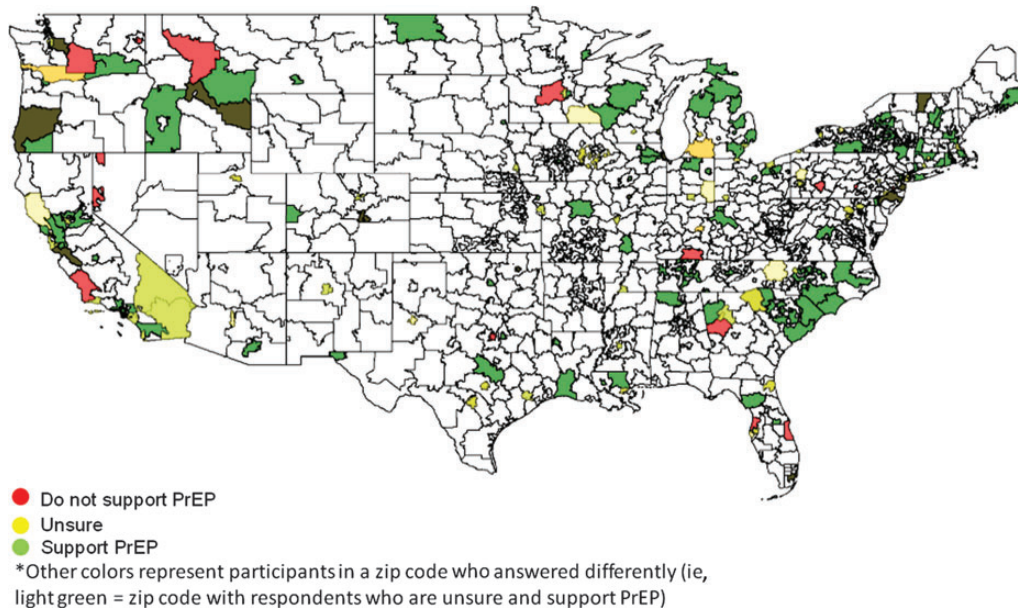 Do not support PrEP
Unsure
Support PrEP
*Other colors represent participants in a zip code who answered differently (ie,
light green = zip code with respondents who are unsure and support PrEP)